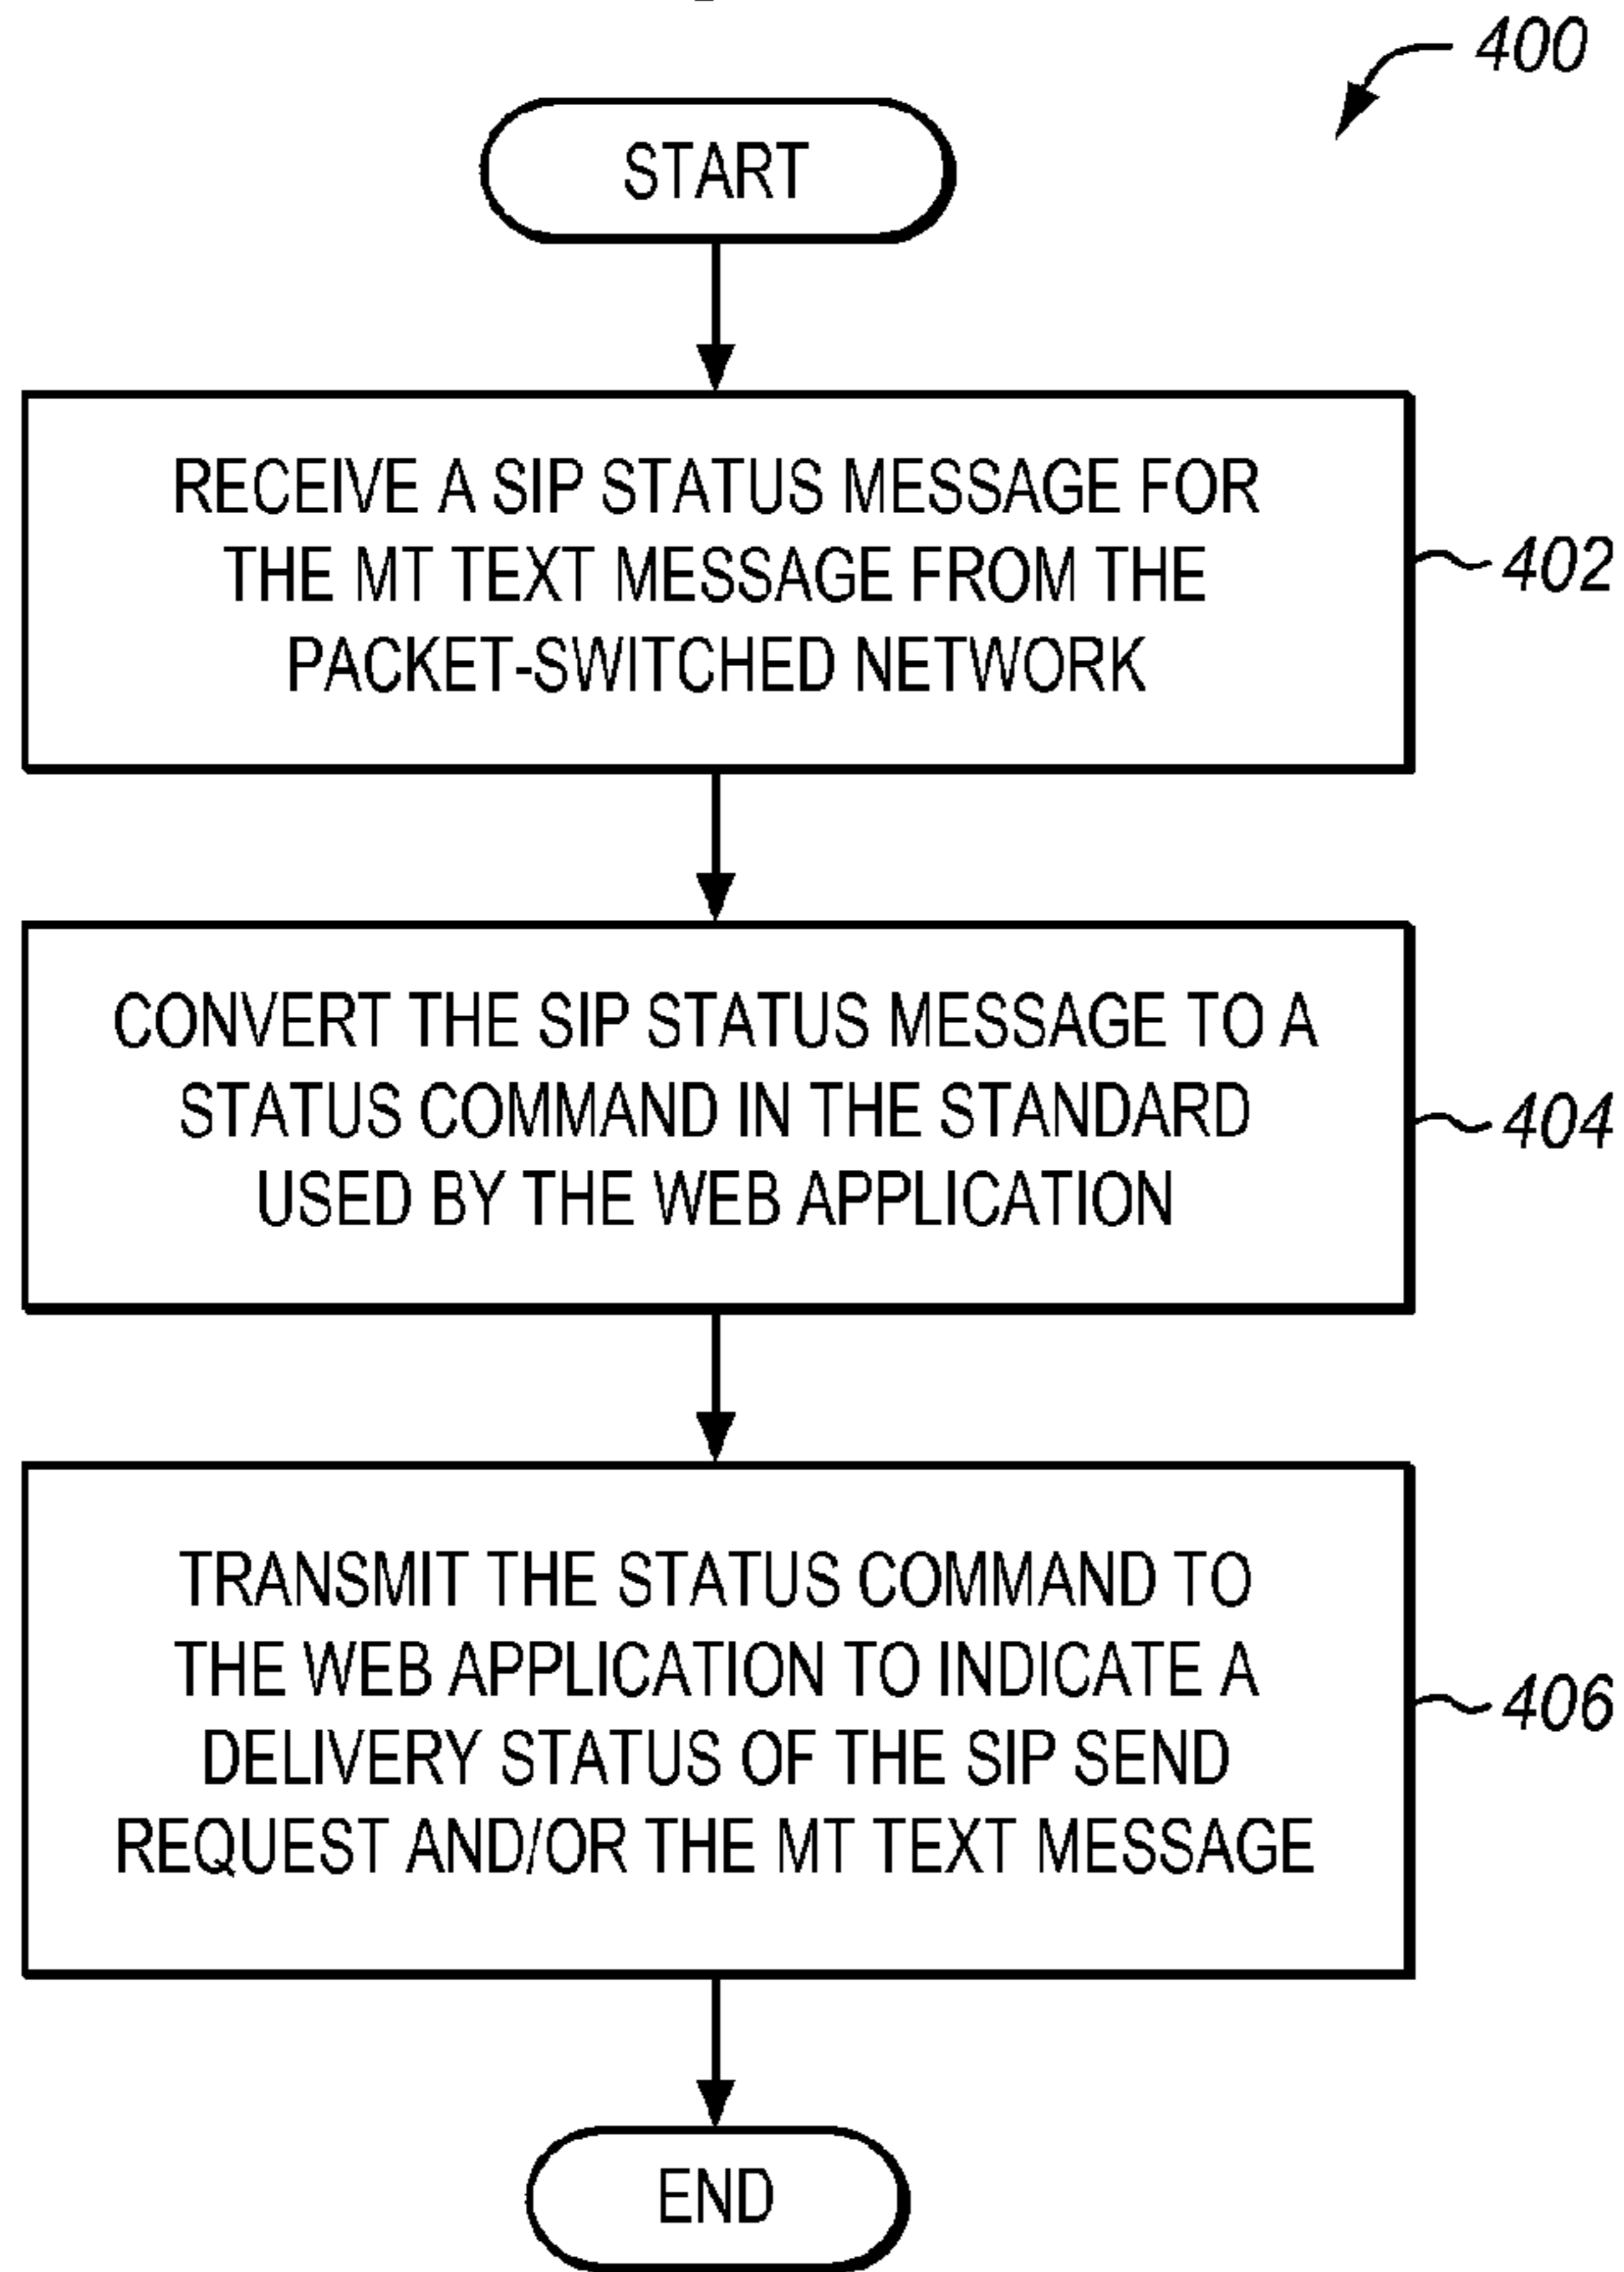 400
START
RECEIVE A SIP STATUS MESSAGE FOR
THE MT TEXT MESSAGE FROM THE
PACKET-SWITCHED NETWORK
402
CONVERT THE SIP STATUS MESSAGE TO A
STATUS COMMAND IN THE STANDARD
USED BY THE WEB APPLICATION
404
TRANSMIT THE STATUS COMMAND TO
THE WEB APPLICATION TO INDICATE A
DELIVERY STATUS OF THE SIP SEND
REQUEST AND/OR THE MT TEXT MESSAGE
406
END